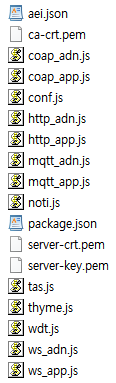 aei.json
ca-crt.pem
coap_adn.js
coap_app.js
conf.js
http_adn.js
http_app.js
mqtt_adn.js
mqtt_app.js
noti.js
package.json
server-crt.pem
server-key.pem
tas.js
thyme.js
wdt.js
ws_adn.js
ws_app.js